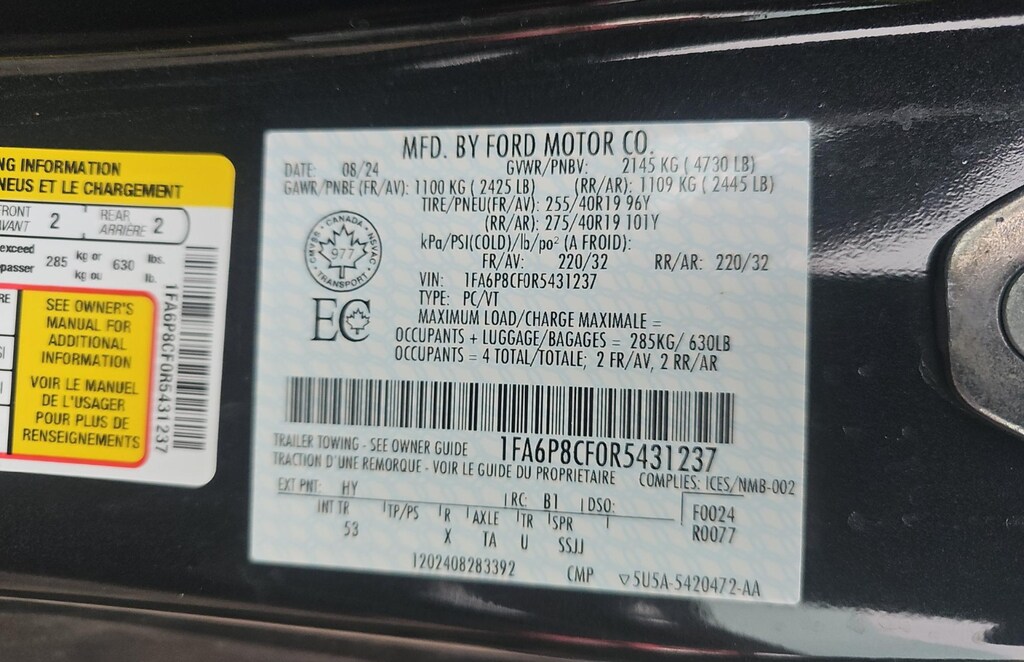 NG INFORMATION
NEUS ET LE CHARGEMENT
FRONT
AVANT 2
REAR
ARRIÈRE 2
exceed
passer 285 kg or
kg ou 630 lbs.
lb.
SEE OWNER'S
MANUAL FOR
ADDITIONAL
INFORMATION
VOIR LE MANUEL
DE L'USAGER
POUR PLUS DE
RENSEIGNEMENTS
1FA6P8CF0R5431237
MFD. BY FORD MOTOR CO.
DATE: 08/24 GVWR/PNBV: 2145 KG ( 4730 LB)
GAWR/PNBE (FR/AV): 1100 KG ( 2425 LB) (RR/AR): 1109 KG ( 2445 LB)
TIRE/PNEU(FR/AV): 255/40R19 96Y
(RR/AR): 275/40R19 101Y
kPa/PSI(COLD)/lb/po² (A FROID):
FR/AV: 220/32 RR/AR: 220/32
VIN: 1FA6P8CF0R5431237
TYPE: PC/VT
MAXIMUM LOAD/CHARGE MAXIMALE =
OCCUPANTS + LUGGAGE/BAGAGES = 285KG/ 630LB
OCCUPANTS = 4 TOTAL/TOTALE; 2 FR/AV, 2 RR/AR
CANADA
CMVSS NSVAC
977
TRANSPORT
EC
TRAILER TOWING - SEE OWNER GUIDE 1FA6P8CF0R5431237
TRACTION D'UNE REMORQUE - VOIR LE GUIDE DU PROPRIETAIRE COMPLIES: ICES/NMB-002
EXT PNT: HY RC: B1 DSO: F0024
INT TR TP/PS R AXLE TR SPR R0077
53 X TA U SSJJ
1202408283392 CMP ▽5U5A-5420472-AA